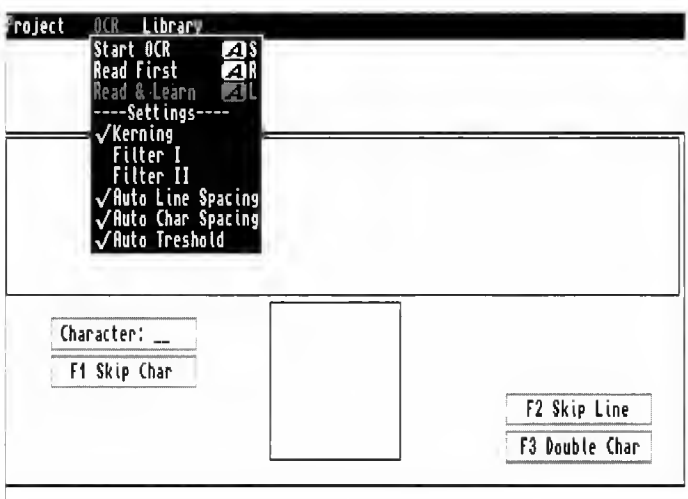 Project OCR Library
Start OCR A S
Read First A R
Read & Learn A L
----Settings----
√Kerning
Filter I
Filter II
√Auto Line Spacing
√Auto Char Spacing
√Auto Treshold
Character: __
F1 Skip Char
F2 Skip Line
F3 Double Char